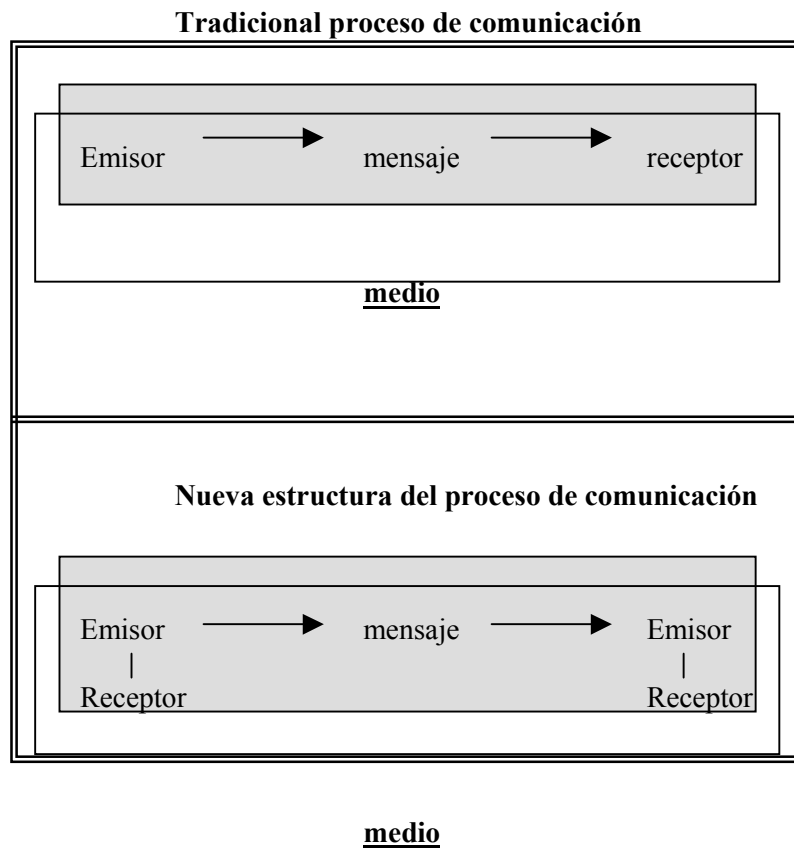 Tradicional proceso de comunicación
Emisor mensaje receptor
medio
Nueva estructura del proceso de comunicación
Emisor mensaje Emisor
Receptor Receptor
medio